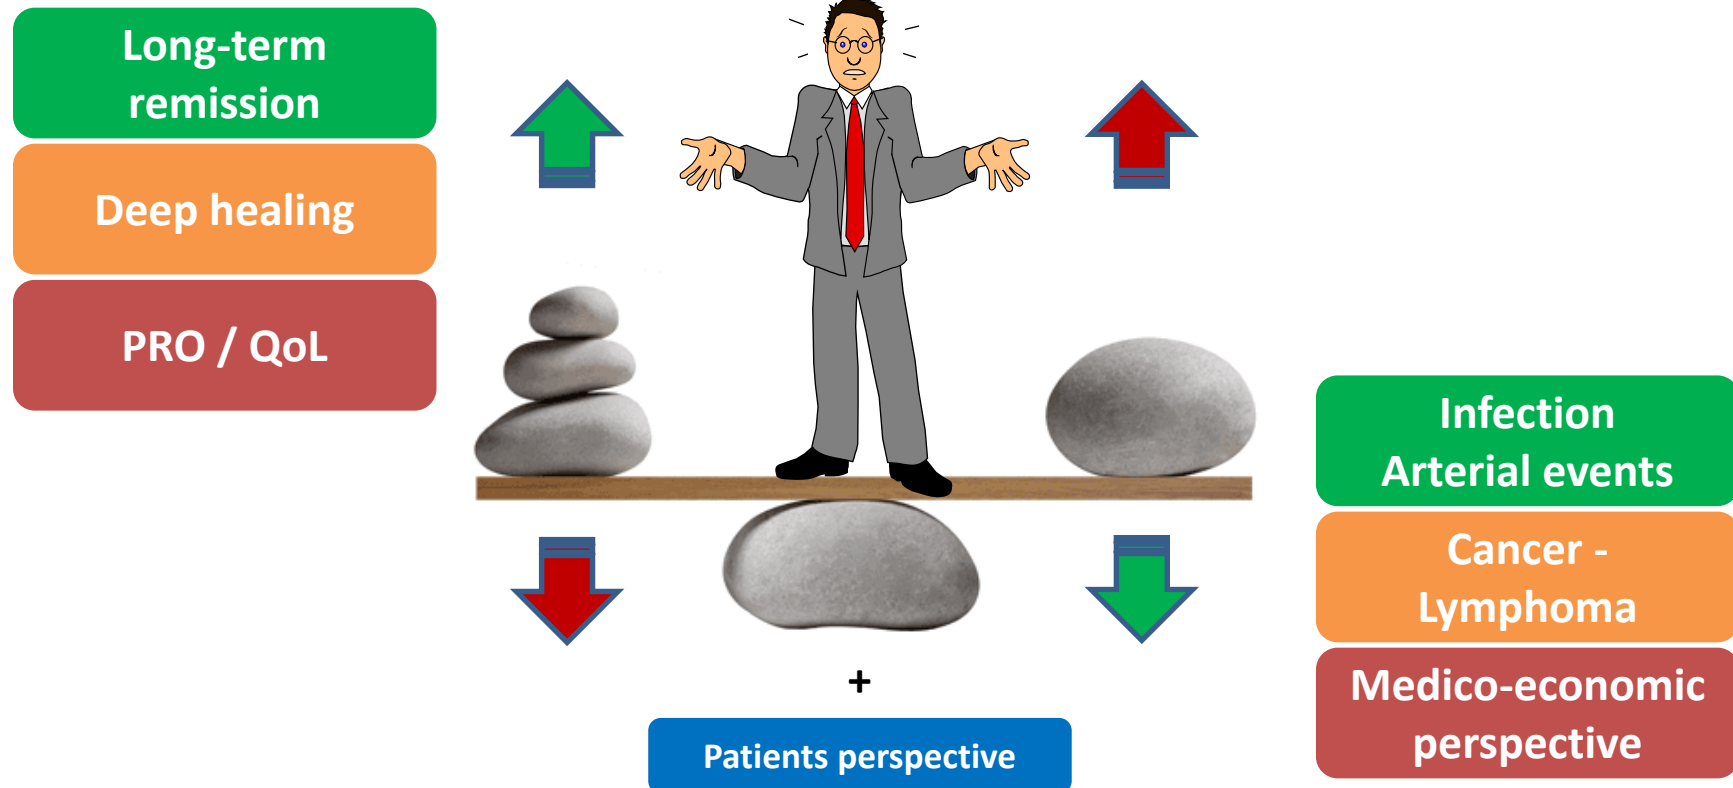 Long-term
remission
Deep healing
PRO / QoL
Infection
Arterial events
Cancer -
Lymphoma
Medico-economic
perspective
+
Patients perspective